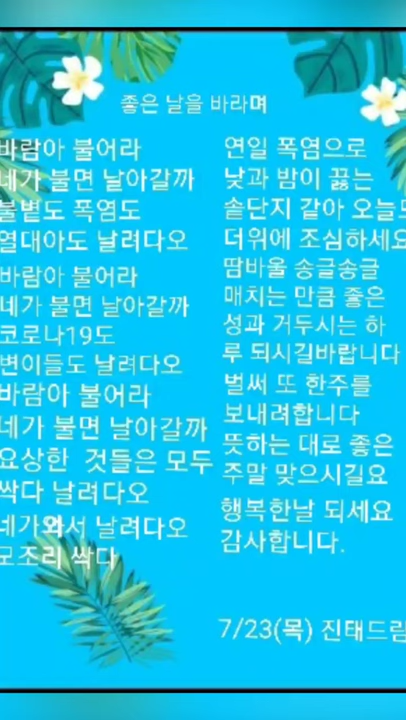 좋은 날을 바라며
바람아 불어라
네가 불면 날아갈까
불볕도 폭염도
열대야도 날려다오
바람아 불어라
네가 불면 날아갈까
코로나19도
변이들도 날려다오
바람아 불어라
네가 불면 날아갈까
요상한 것들은 모두
싹다 날려다오
네가와서 날려다오
모조리 싹다
연일 폭염으로
낮과 밤이 끓는
솥단지 같아 오늘도
더위에 조심하세요
땀바울 송글송글
매치는 만큼 좋은
성과 거두시는 하
루 되시길바랍니다
벌써 또 한주를
보내려합니다
뜻하는 대로 좋은
주말 맞으시길요
행복한날 되세요
감사합니다.
7/23(목) 진태드림